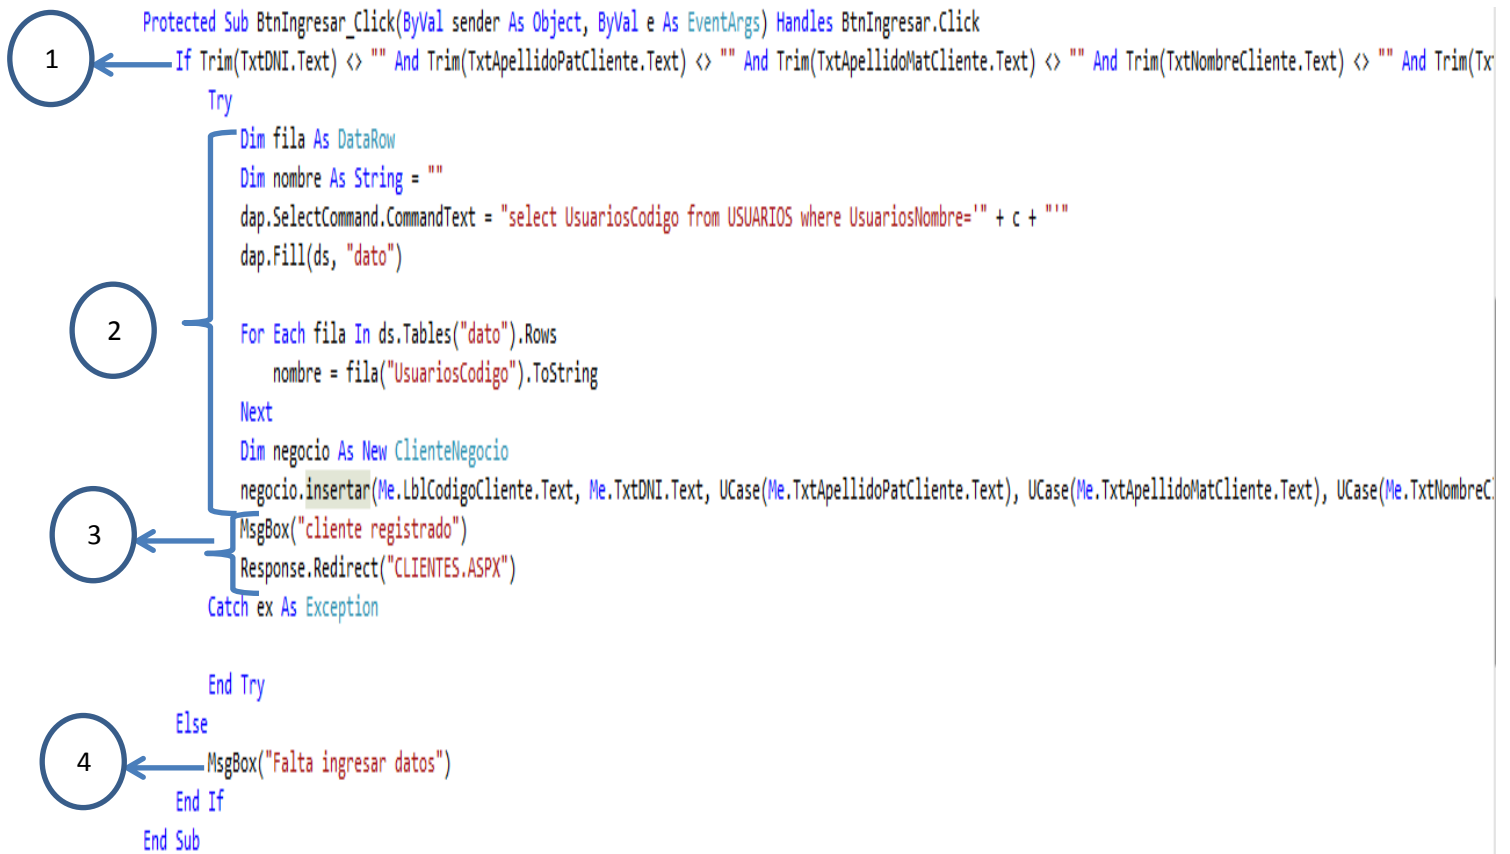 Protected Sub BtnIngresar_Click(ByVal sender As Object, ByVal e As EventArgs) Handles BtnIngresar.Click
1
If Trim(TxtDNI.Text) <> "" And Trim(TxtApellidoPatCliente.Text) <> "" And Trim(TxtApellidoMatCliente.Text) <> "" And Trim(TxtNombreCliente.Text) <> "" And Trim(Tx
Try
Dim fila As DataRow
Dim nombre As String = ""
dap.SelectCommand.CommandText = "select UsuariosCodigo from USUARIOS where UsuariosNombre='" + c + "'"
dap.Fill(ds, "dato")
2
For Each fila In ds.Tables("dato").Rows
nombre = fila("UsuariosCodigo").ToString
Next
Dim negocio As New ClienteNegocio
negocio.insertar(Me.LblCodigoCliente.Text, Me.TxtDNI.Text, UCase(Me.TxtApellidoPatCliente.Text), UCase(Me.TxtApellidoMatCliente.Text), UCase(Me.TxtNombreCl
3
MsgBox("cliente registrado")
Response.Redirect("CLIENTES.ASPX")
Catch ex As Exception
End Try
Else
4
MsgBox("Falta ingresar datos")
End If
End Sub